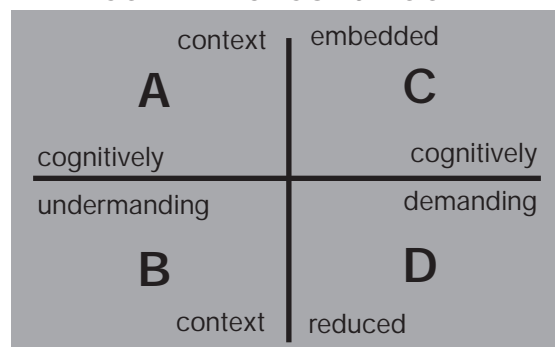 context embedded
A C
cognitively cognitively
undermanding demanding
B D
context reduced